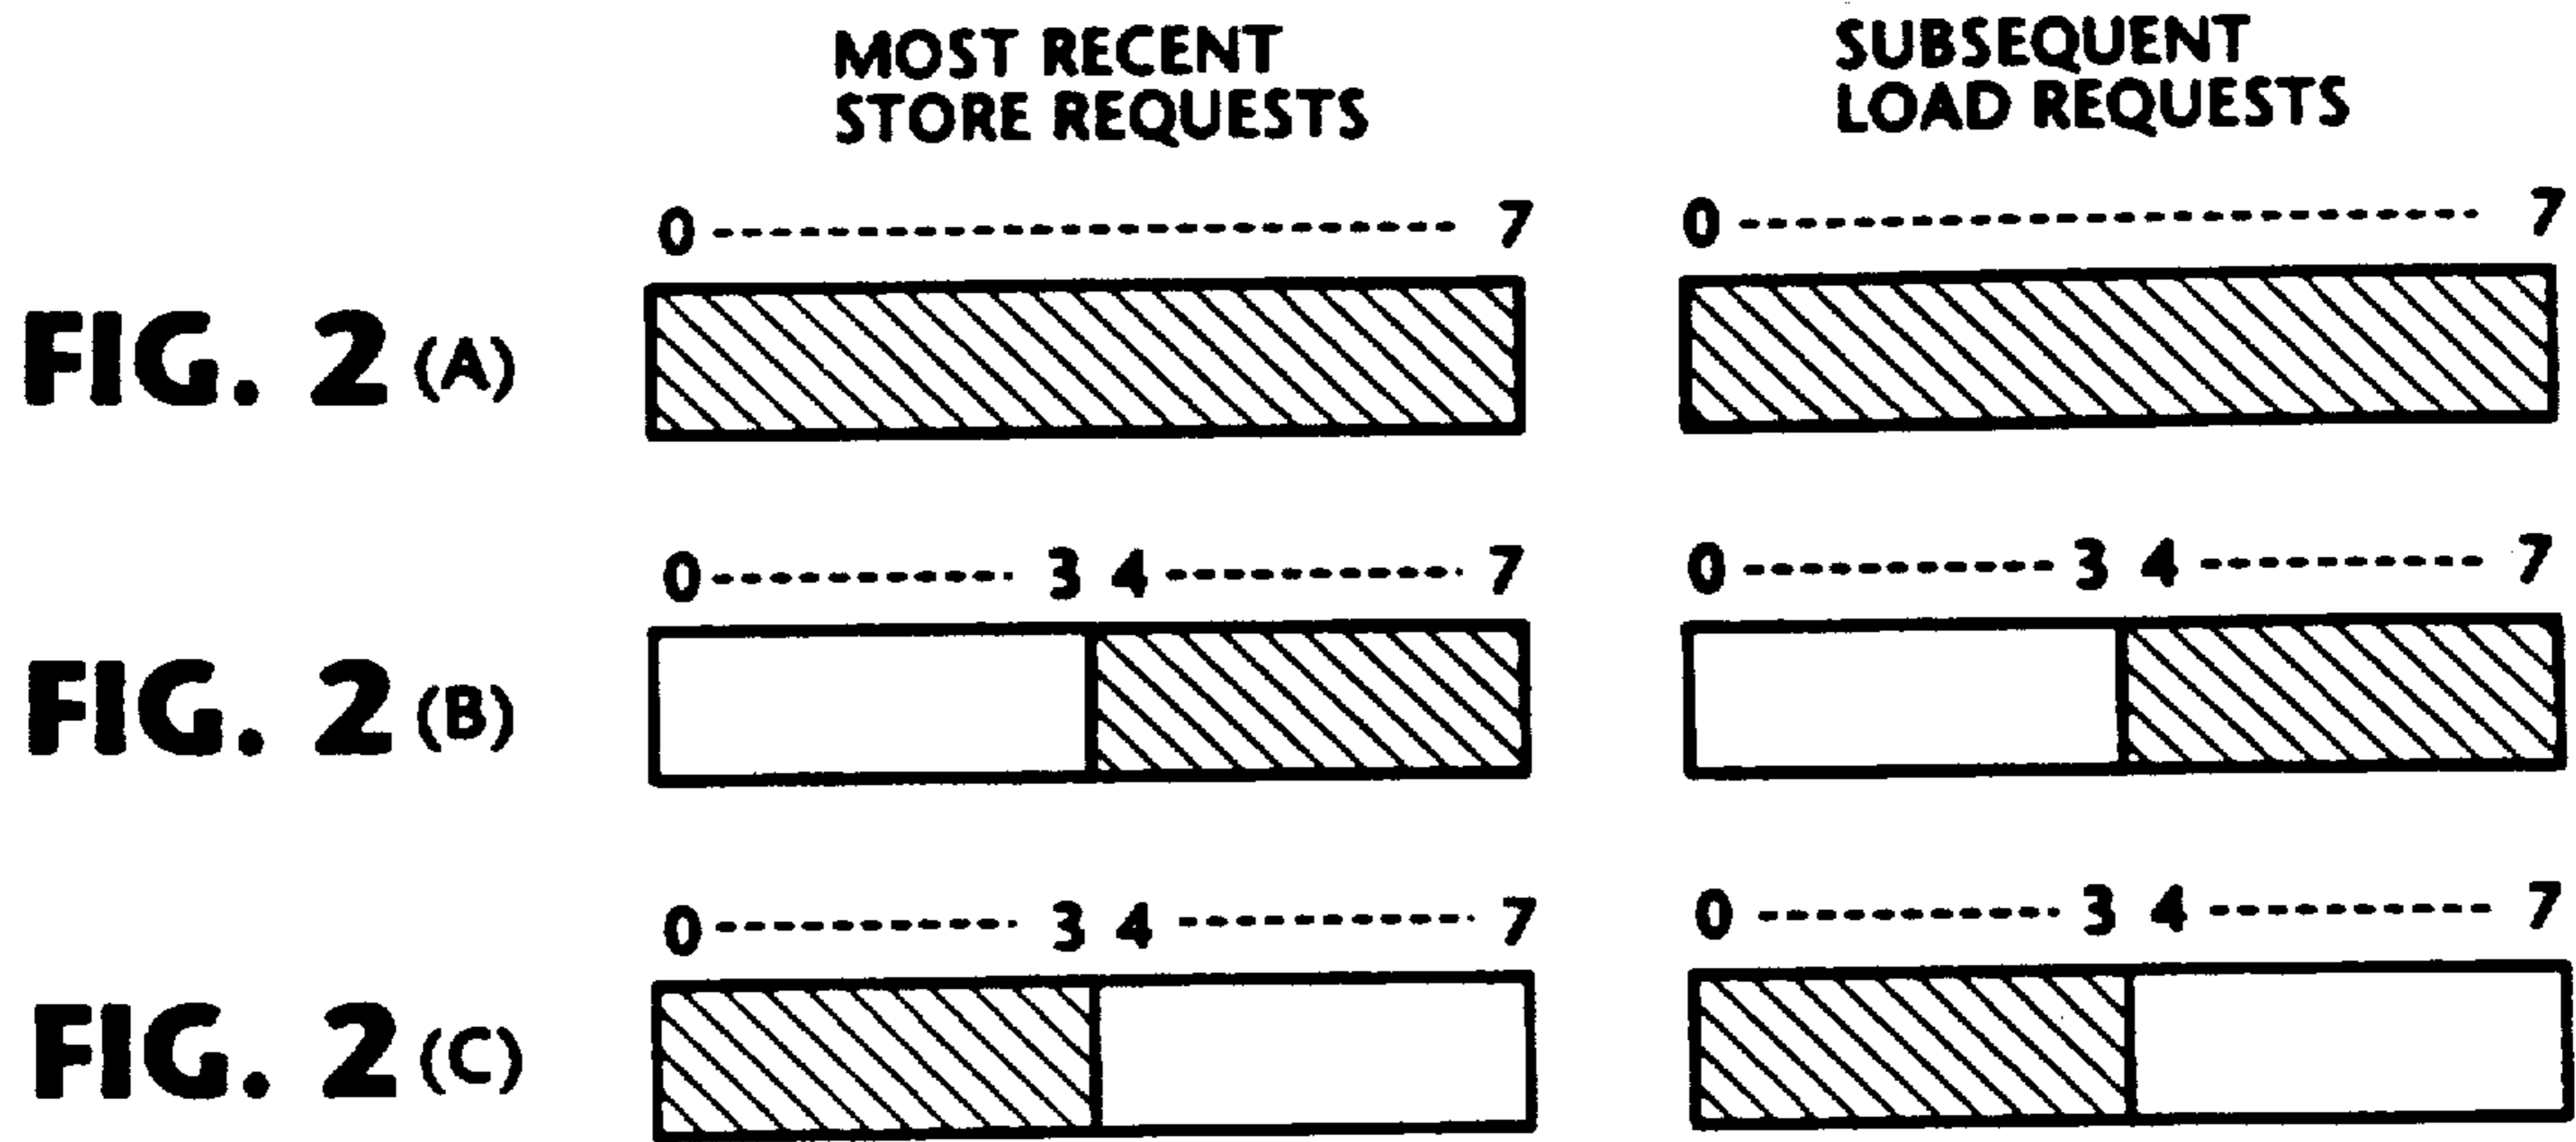 MOST RECENT
STORE REQUESTS
SUBSEQUENT
LOAD REQUESTS
0 7 0 7
FIG. 2 (A)
0 3 4 7 0 3 4 7
FIG. 2 (B)
0 3 4 7 0 3 4 7
FIG. 2 (C)